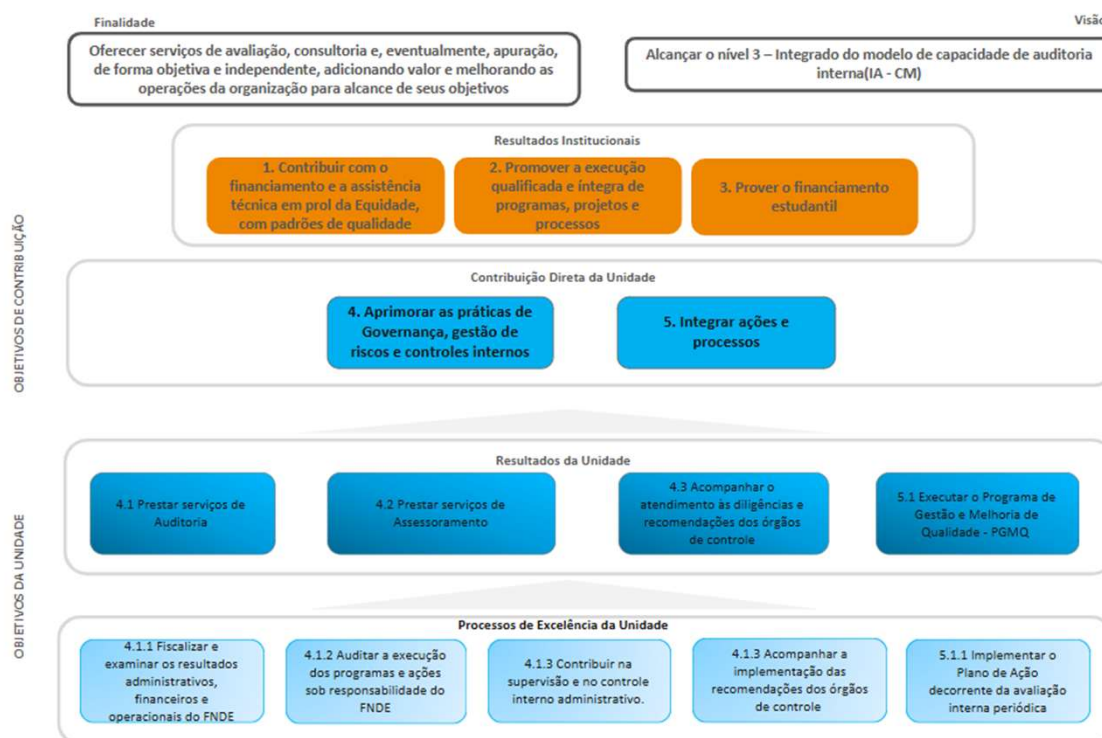 Finalidade
Visão
Oferecer serviços de avaliação, consultoria e, eventualmente, apuração,
de forma objetiva e independente, adicionando valor e melhorando as
operações da organização para alcance de seus objetivos
Alcançar o nível 3 – Integrado do modelo de capacidade de auditoria
interna(IA - CM)
OBJETIVOS DE CONTRIBUIÇÃO
Resultados Institucionais
1. Contribuir com o
financiamento e a assistência
técnica em prol da Equidade,
com padrões de qualidade
2. Promover a execução
qualificada e íntegra de
programas, projetos e
processos
3. Prover o financiamento
estudantil
Contribuição Direta da Unidade
4. Aprimorar as práticas de
Governança, gestão de
riscos e controles internos
5. Integrar ações e
processos
OBJETIVOS DA UNIDADE
Resultados da Unidade
4.1 Prestar serviços de
Auditoria
4.2 Prestar serviços de
Assessoramento
4.3 Acompanhar o
atendimento às diligências e
recomendações dos órgãos
de controle
5.1 Executar o Programa de
Gestão e Melhoria de
Qualidade - PGMQ
Processos de Excelência da Unidade
4.1.1 Fiscalizar e
examinar os resultados
administrativos,
financeiros e
operacionais do FNDE
4.1.2 Auditar a execução
dos programas e ações
sob responsabilidade do
FNDE
4.1.3 Contribuir na
supervisão e no controle
interno administrativo.
4.1.3 Acompanhar a
implementação das
recomendações dos órgãos
de controle
5.1.1 Implementar o
Plano de Ação
decorrente da avaliação
interna periódica